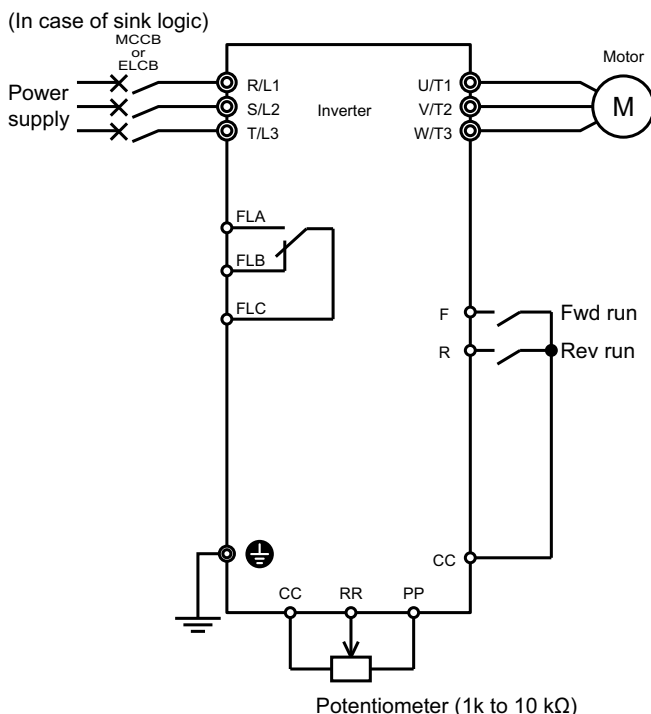 (In case of sink logic)
MCCB
or
ELCB
Power
supply
R/L1
S/L2
T/L3
Inverter
U/T1
V/T2
W/T3
Motor
M
FLA
FLB
FLC
F
Fwd run
R
Rev run
CC
CC
RR
PP
Potentiometer (1k to 10 kΩ)